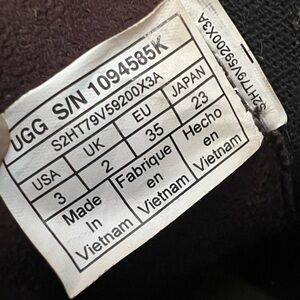 UGG S/N 1094585K
S2HT79V59200X3A
USA UK EU JAPAN
3 2 35 23
Made Fabrique Hecho
In en en
Vietnam Vietnam Vietnam
S2HT79V59200X3A